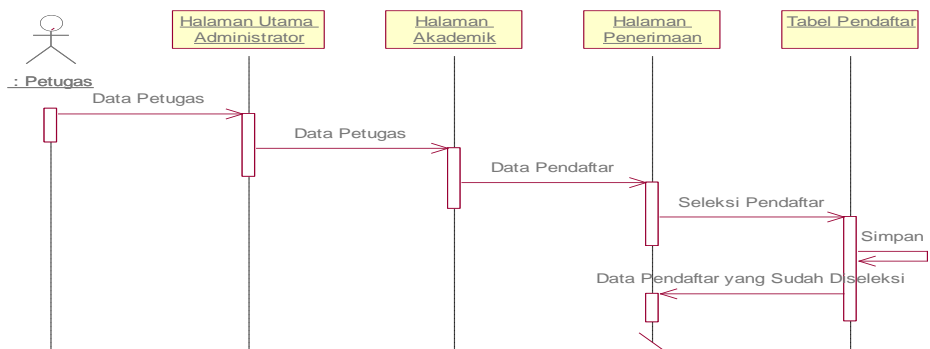 Halaman Utama
Administrator
Halaman
Akademik
Halaman
Penerimaan
Tabel Pendaftar
: Petugas
Data Petugas
Data Petugas
Data Pendaftar
Seleksi Pendaftar
Simpan
Data Pendaftar yang Sudah Diseleksi